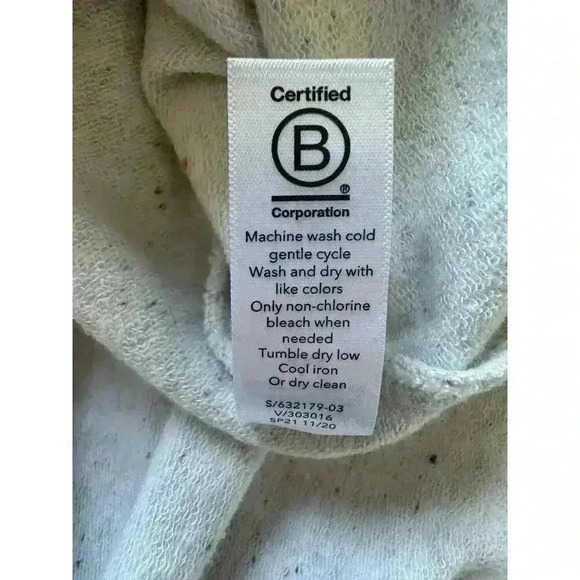 Certified
B
®
Corporation
Machine wash cold
gentle cycle
Wash and dry with
like colors
Only non-chlorine
bleach when
needed
Tumble dry low
Cool iron
Or dry clean
S/632179-03
V/303016
SP21 11/20